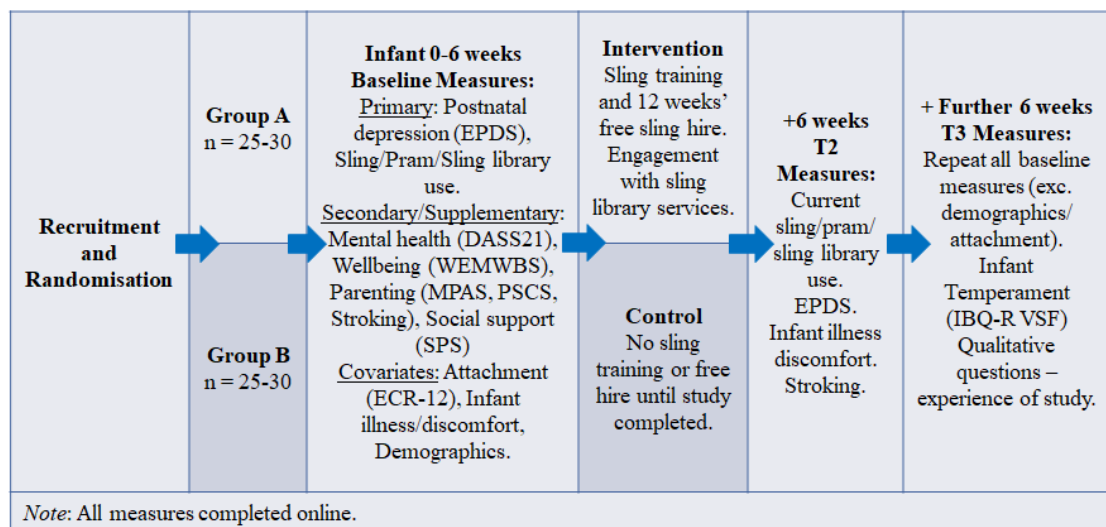 Recruitment
and
Randomisation
Group A
n = 25-30
Group B
n = 25-30
Infant 0-6 weeks
Baseline Measures:
Primary: Postnatal
depression (EPDS),
Sling/Pram/Sling library
use.
Secondary/Supplementary:
Mental health (DASS21),
Wellbeing (WEMWBS),
Parenting (MPAS, PSCS,
Stroking), Social support
(SPS)
Covariates: Attachment
(ECR-12), Infant
illness/discomfort,
Demographics.
Intervention
Sling training
and 12 weeks’
free sling hire.
Engagement
with sling
library services.
Control
No sling
training or free
hire until study
completed.
+6 weeks
T2
Measures:
Current
sling/pram/
sling library
use.
EPDS.
Infant illness
discomfort.
Stroking.
+ Further 6 weeks
T3 Measures:
Repeat all baseline
measures (exc.
demographics/
attachment).
Infant
Temperament
(IBQ-R VSF)
Qualitative
questions –
experience of study.
Note: All measures completed online.